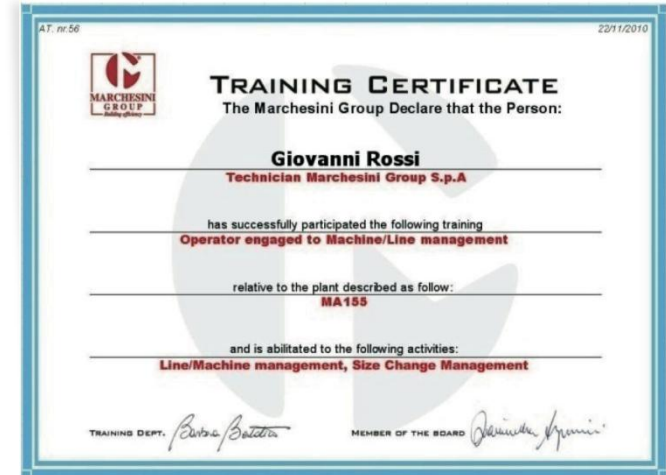 AT. nr.56
22/11/2010
MARCHESINI
GROUP
Building efficiency
TRAINING CERTIFICATE
The Marchesini Group Declare that the Person:
Giovanni Rossi
Technician Marchesini Group S.p.A
has successfully participated the following training
Operator engaged to Machine/Line management
relative to the plant described as follow:
MA155
and is abilitated to the following activities:
Line/Machine management, Size Change Management
TRAINING DEPT.
MEMBER OF THE BOARD